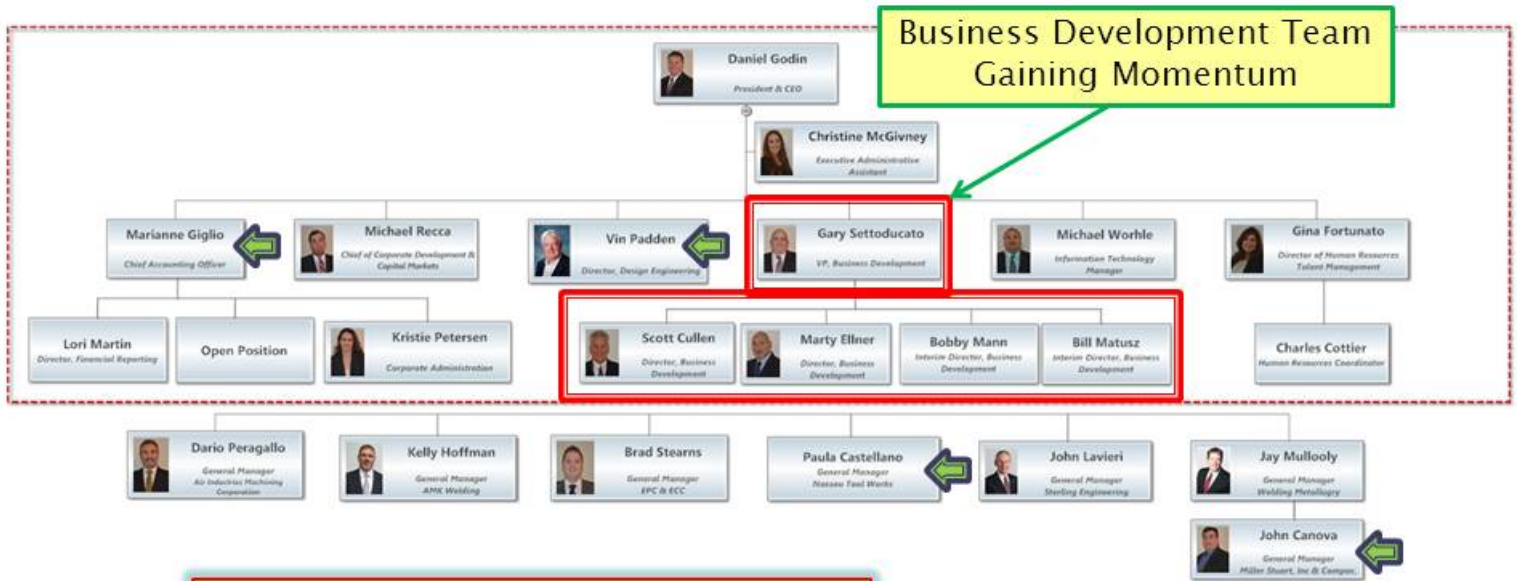 Business Development Team
Gaining Momentum
Daniel Godin
President & CEO
Christine McGivney
Executive Administrative
Assistant
Marianne Giglio
Chief Accounting Officer
Michael Recca
Chief of Corporate Development &
Capital Markets
Vin Padden
Director, Design Engineering
Gary Settoducato
VP, Business Development
Michael Worhle
Information Technology
Manager
Gina Fortunato
Director of Human Resources
Talent Management
Lori Martin
Director, Financial Reporting
Open Position
Kristie Petersen
Corporate Administration
Scott Cullen
Director, Business
Development
Marty Ellner
Director, Business
Development
Bobby Mann
Interim Director, Business
Development
Bill Matusz
Interim Director, Business
Development
Charles Cottier
Human Resources Coordinator
Dario Peragallo
General Manager
Air Industries Machining
Corporation
Kelly Hoffman
General Manager
AMK Welding
Brad Stearns
General Manager
EPC & ECC
Paula Castellano
General Manager
Nassau Tool Works
John Lavieri
General Manager
Sterling Engineering
Jay Mullooly
General Manager
Welding Metallurgy
John Canova
General Manager
Miller Stuart, Inc & Compac.